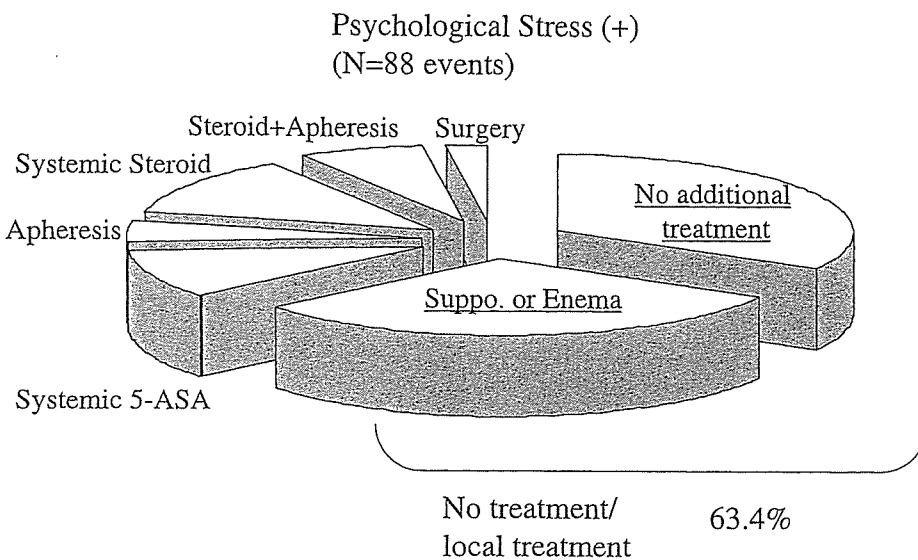 Psychological Stress (+)
(N=88 events)
Steroid+Apheresis
Surgery
Systemic Steroid
Apheresis
No additional
treatment
Suppo. or Enema
Systemic 5-ASA
No treatment/
local treatment
63.4%